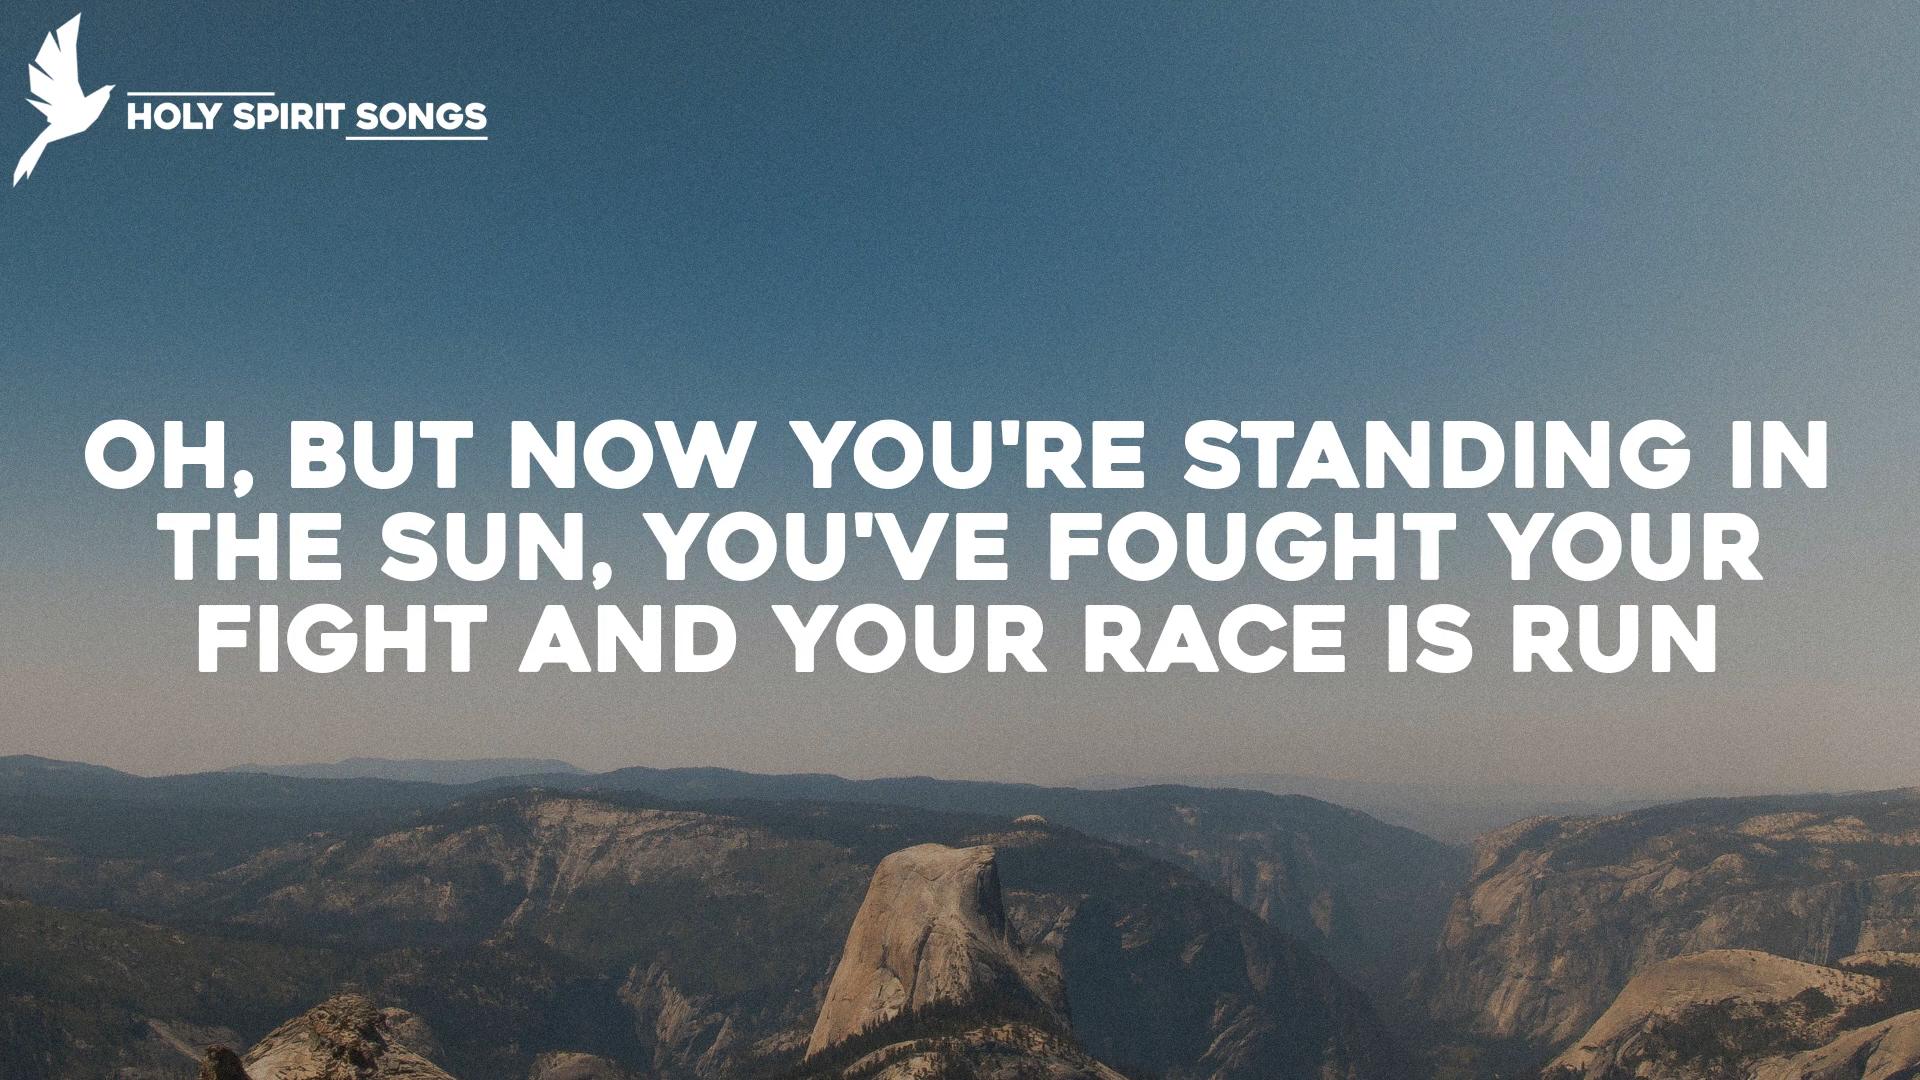 HOLY SPIRIT SONGS
OH, BUT NOW YOU'RE STANDING IN
THE SUN, YOU'VE FOUGHT YOUR
FIGHT AND YOUR RACE IS RUN